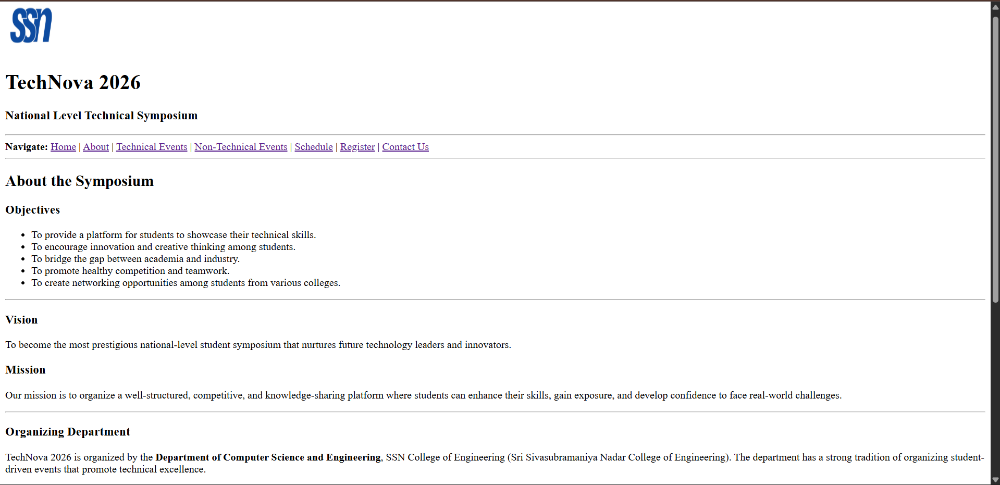 ssn
TechNova 2026
National Level Technical Symposium
Navigate: Home | About | Technical Events | Non-Technical Events | Schedule | Register | Contact Us
About the Symposium
Objectives
• To provide a platform for students to showcase their technical skills.
• To encourage innovation and creative thinking among students.
• To bridge the gap between academia and industry.
• To promote healthy competition and teamwork.
• To create networking opportunities among students from various colleges.
Vision
To become the most prestigious national-level student symposium that nurtures future technology leaders and innovators.
Mission
Our mission is to organize a well-structured, competitive, and knowledge-sharing platform where students can enhance their skills, gain exposure, and develop confidence to face real-world challenges.
Organizing Department
TechNova 2026 is organized by the Department of Computer Science and Engineering, SSN College of Engineering (Sri Sivasubramaniya Nadar College of Engineering). The department has a strong tradition of organizing student-
driven events that promote technical excellence.